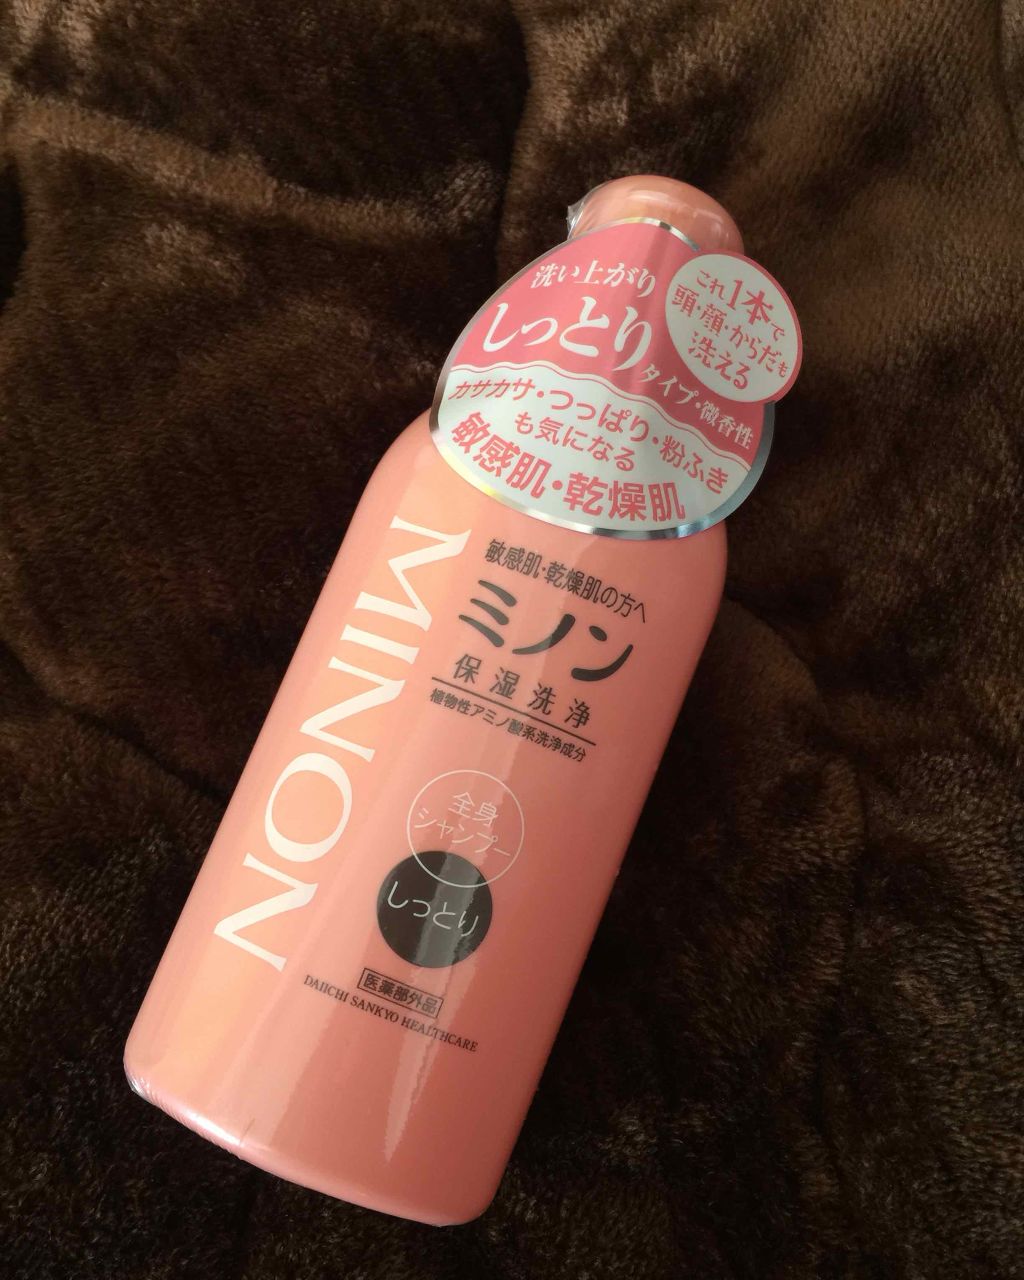 洗い上がり
しっとり
タイプ・微香性
これ1本で
頭・顔・からだも
洗える
カサカサ・つっぱり・粉ふき
も気になる
敏感肌・乾燥肌
MINON
敏感肌・乾燥肌の方へ
ミノン
保湿洗浄
植物性アミノ酸系洗浄成分
全身
シャンプー
しっとり
医薬部外品
DAIICHI SANKYO HEALTHCARE